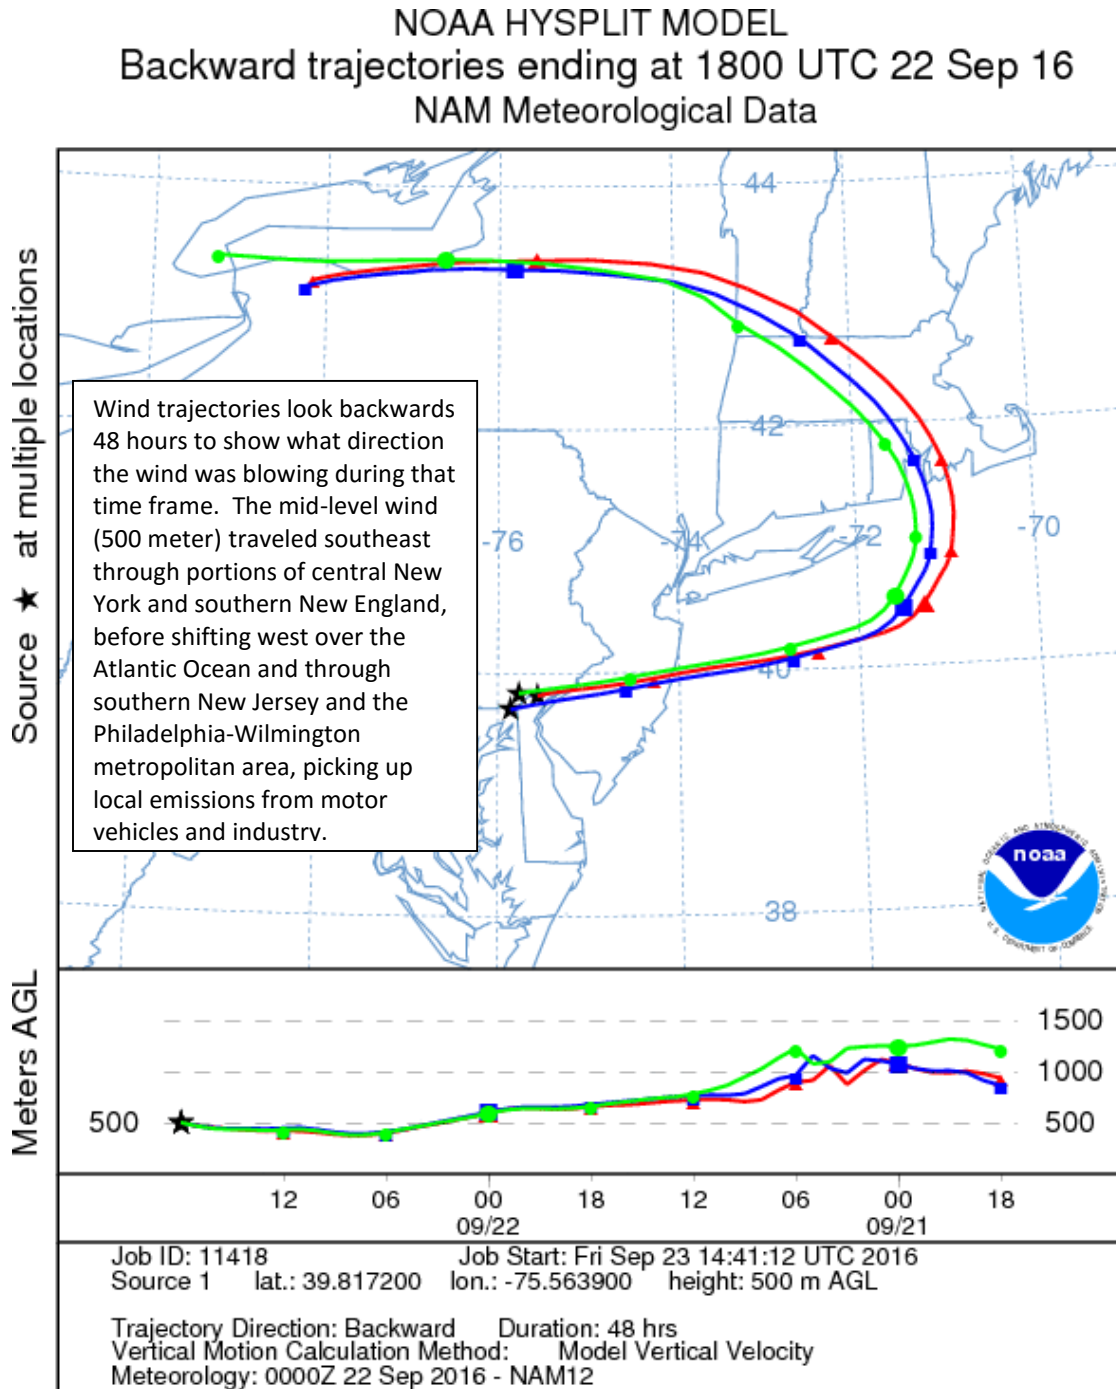 NOAA HYSPLIT MODEL
Backward trajectories ending at 1800 UTC 22 Sep 16
NAM Meteorological Data
Source ★ at multiple locations
44
42
-76
-74
-72
-70
40
38
Wind trajectories look backwards
48 hours to show what direction
the wind was blowing during that
time frame. The mid-level wind
(500 meter) traveled southeast
through portions of central New
York and southern New England,
before shifting west over the
Atlantic Ocean and through
southern New Jersey and the
Philadelphia-Wilmington
metropolitan area, picking up
local emissions from motor
vehicles and industry.
NATIONAL OCEANIC AND ATMOSPHERIC ADMINISTRATION
noaa
U.S. DEPARTMENT OF COMMERCE
Meters AGL
1500
1000
500 500
12 06 00 18 12 06 00 18
09/22 09/21
Job ID: 11418 Job Start: Fri Sep 23 14:41:12 UTC 2016
Source 1 lat.: 39.817200 lon.: -75.563900 height: 500 m AGL
Trajectory Direction: Backward Duration: 48 hrs
Vertical Motion Calculation Method: Model Vertical Velocity
Meteorology: 0000Z 22 Sep 2016 - NAM12